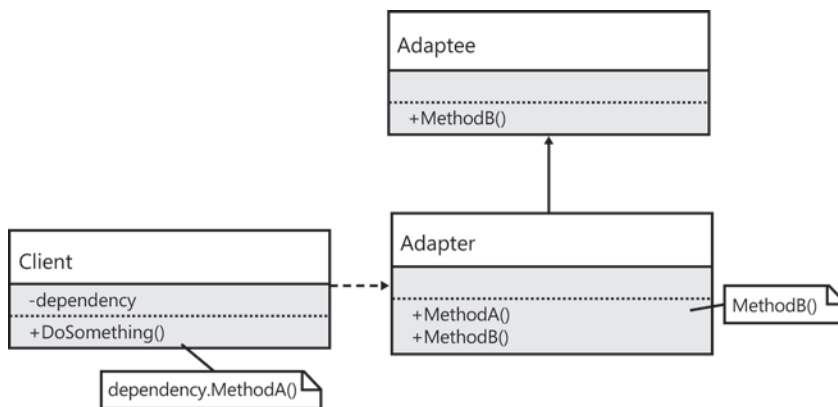 Adaptee
+MethodB()
Client
-dependency
+DoSomething()
dependency.MethodA()
Adapter
+MethodA()
+MethodB()
MethodB()